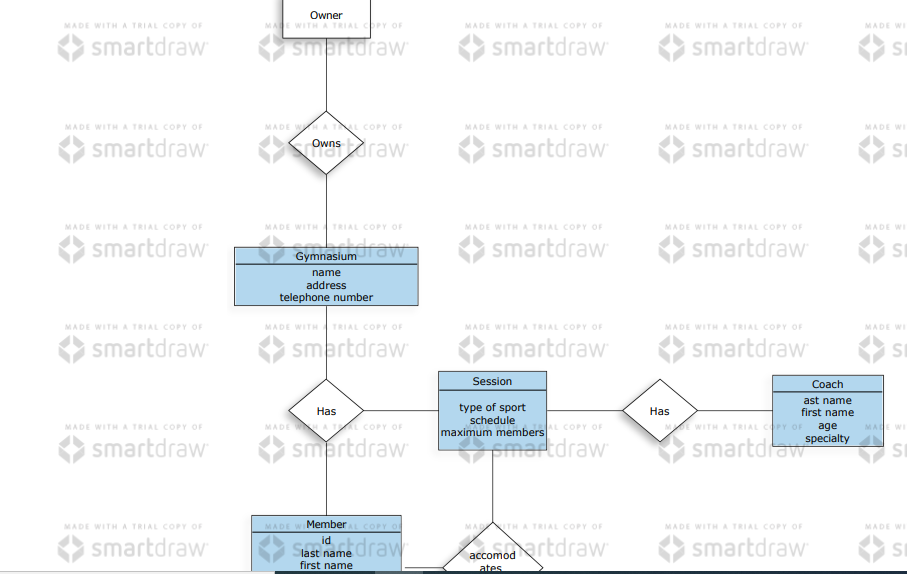 Owner
Owns
Gymnasium
name
address
telephone number
Has
Session
type of sport
schedule
maximum members
Has
Coach
ast name
first name
age
specialty
Member
id
last name
first name
accomod
ates
MADE WITH A TRIAL COPY OF
smartdraw